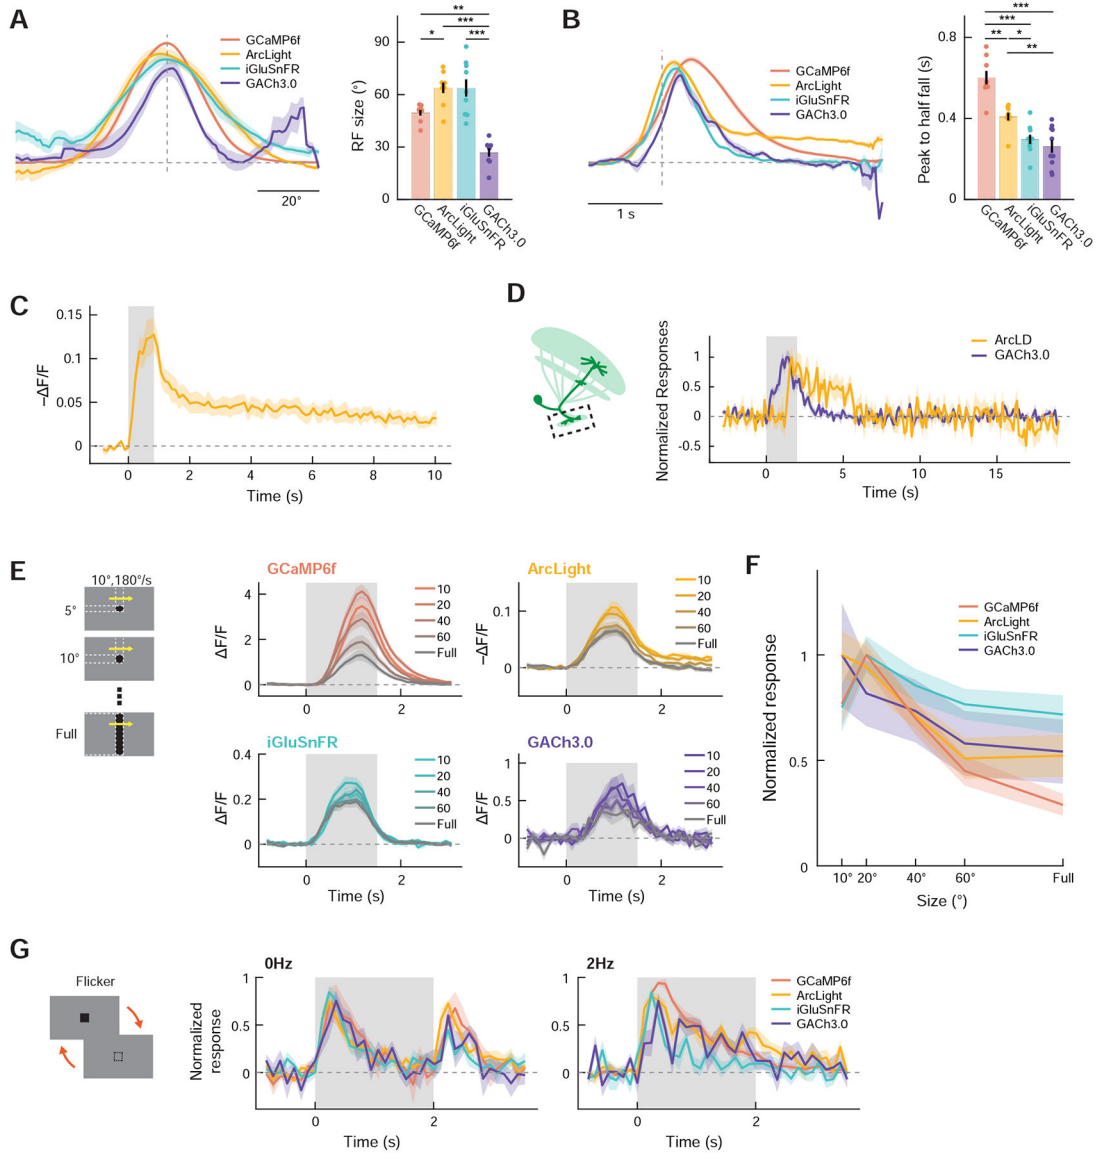 A
GCaMP6f
ArcLight
iGluSnFR
GACh3.0
20°
RF size (°)
90
60
30
0
**
***
* ***
GCaMP6f
ArcLight
iGluSnFR
GACh3.0
B
GCaMP6f
ArcLight
iGluSnFR
GACh3.0
1 s
Peak to half fall (s)
0.8
0.4
0
***
***
** *
**
GCaMP6f
ArcLight
iGluSnFR
GACh3.0
C
−ΔF/F
0.15
0.1
0.05
0
0 2 4 6 8 10
Time (s)
D
Normalized Responses
1
0.5
0
-0.5
ArcLD
GACh3.0
0 5 10 15
Time (s)
E
10°,180°/s
5°
10°
Full
GCaMP6f
ΔF/F
4
2
0
10
20
40
60
Full
0 2
ArcLight
−ΔF/F
0.1
0
10
20
40
60
Full
0 2
iGluSnFR
ΔF/F
0.4
0.2
0
10
20
40
60
Full
0 2
Time (s)
GACh3.0
ΔF/F
1
0.5
0
10
20
40
60
Full
0 2
Time (s)
F
Normalized response
1
0.5
0
GCaMP6f
ArcLight
iGluSnFR
GACh3.0
10° 20° 40° 60° Full
Size (°)
G
Flicker
Normalized
response
0Hz
1
0.5
0
0 2
Time (s)
2Hz
1
0.5
0
GCaMP6f
ArcLight
iGluSnFR
GACh3.0
0 2
Time (s)